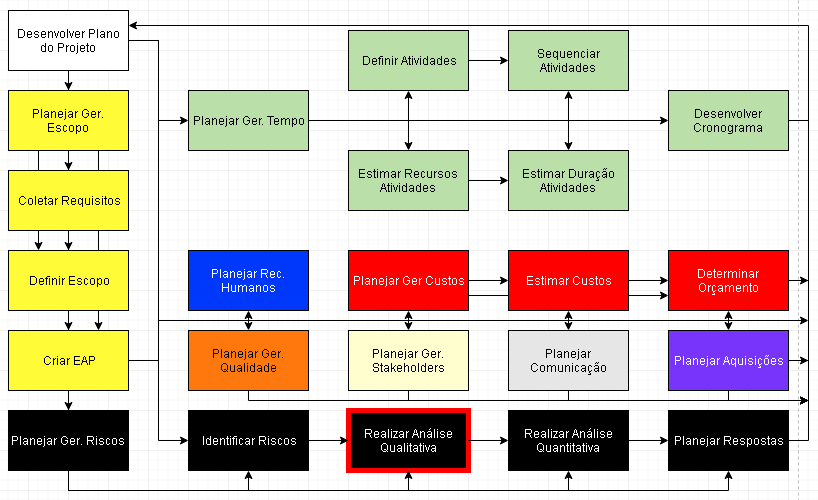 Desenvolver Plano
do Projeto
Definir Atividades
Sequenciar
Atividades
Planejar Ger.
Escopo
Planejar Ger. Tempo
Desenvolver
Cronograma
Coletar Requisitos
Estimar Recursos
Atividades
Estimar Duração
Atividades
Definir Escopo
Planejar Rec.
Humanos
Planejar Ger Custos
Estimar Custos
Determinar
Orçamento
Criar EAP
Planejar Ger.
Qualidade
Planejar Ger.
Stakeholders
Planejar
Comunicação
Planejar Aquisições
Planejar Ger. Riscos
Identificar Riscos
Realizar Análise
Qualitativa
Realizar Análise
Quantitativa
Planejar Respostas